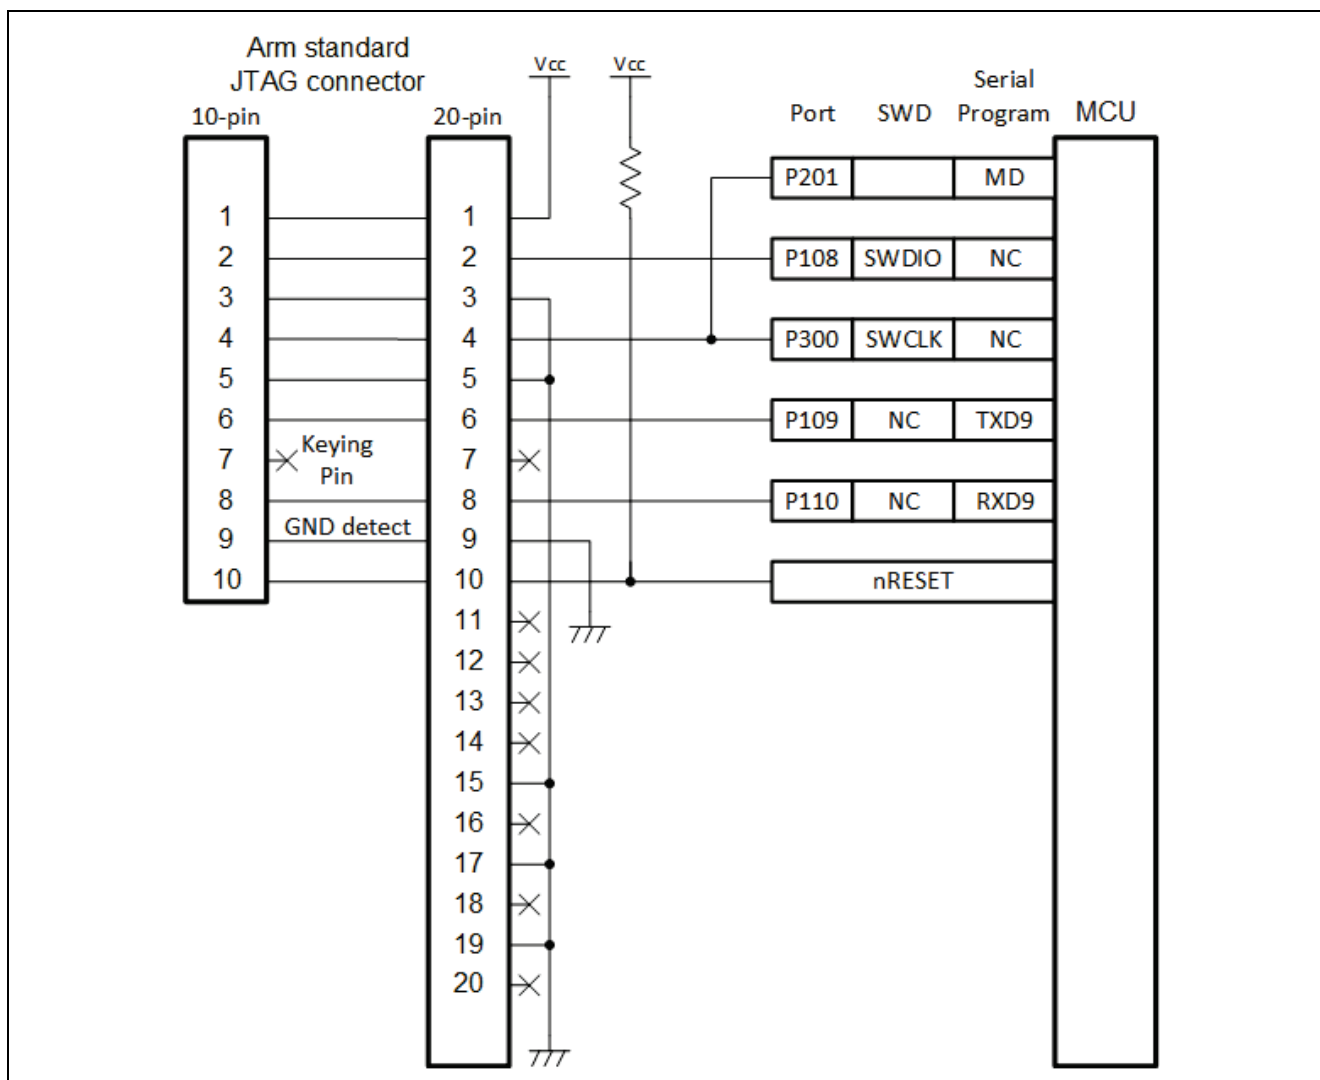 Arm standard
JTAG connector
10-pin
20-pin
Vcc
Vcc
Port
SWD
Serial
Program
MCU
P201
MD
1
1
2
2
P108
SWDIO
NC
3
3
4
4
P300
SWCLK
NC
5
5
6
6
P109
NC
TXD9
7
Keying
Pin
7
8
8
P110
NC
RXD9
9
GND detect
9
10
10
nRESET
11
12
13
14
15
16
17
18
19
20